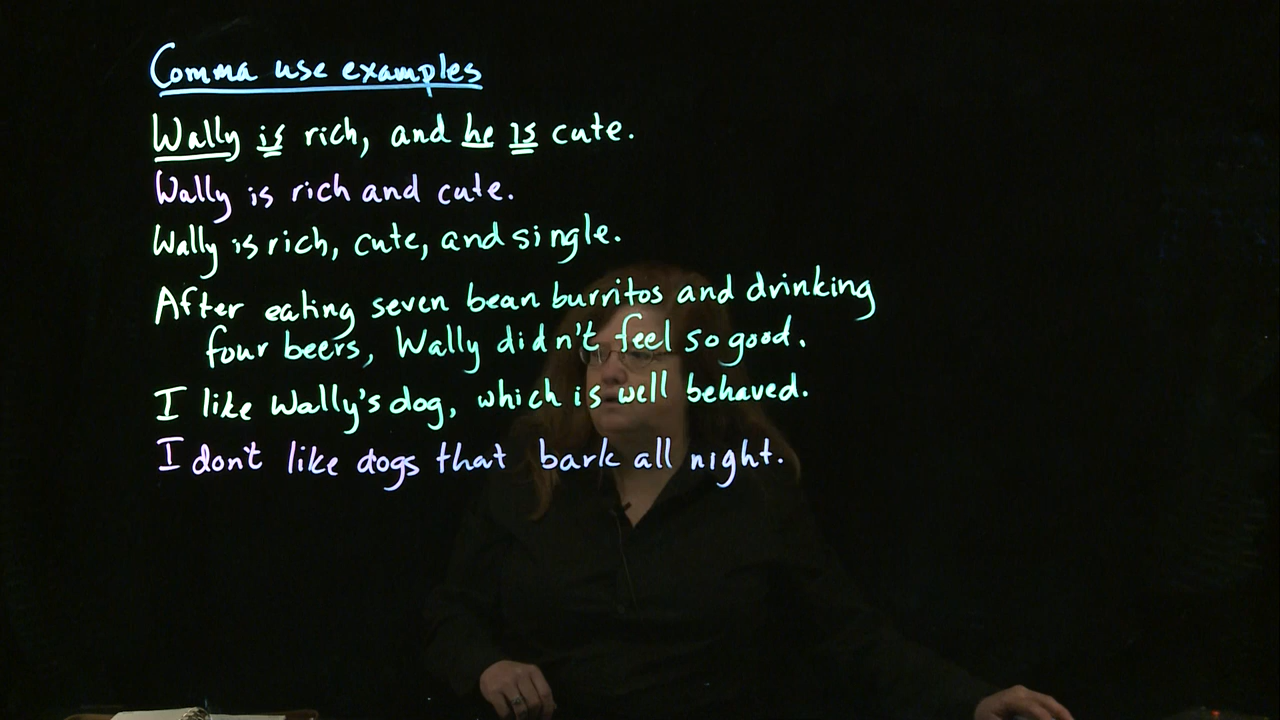 Comma use examples
Wally is rich, and he is cute.
Wally is rich and cute.
Wally is rich, cute, and single.
After eating seven bean burritos and drinking
four beers, Wally didn't feel so good.
I like Wally's dog, which is well behaved.
I don't like dogs that bark all night.